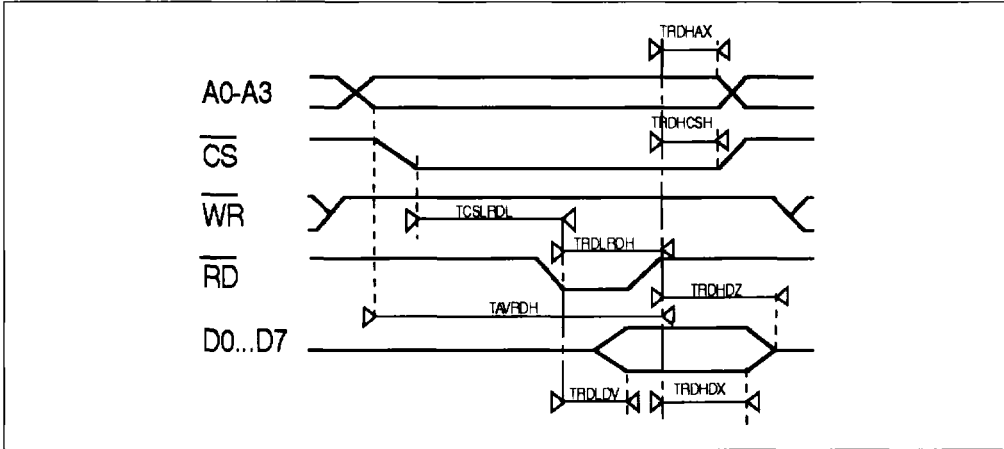 TRDHAX
A0-A3
TRDHCSH
CS
WR
TCSLRDL
TRDLRDH
RD
TRDHDZ
TAVRDH
D0...D7
TRDLDV
TRDHDX